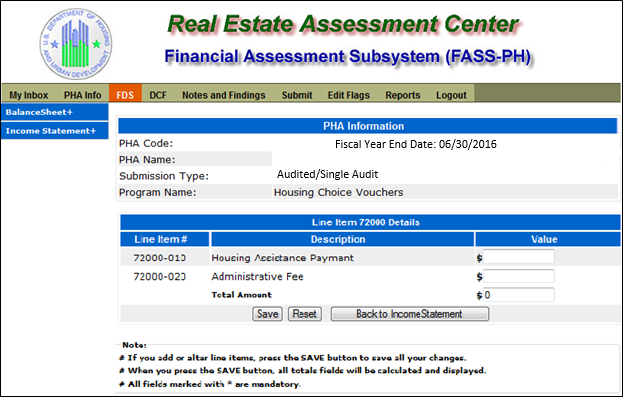 U.S. DEPARTMENT OF HOUSING
AND URBAN DEVELOPMENT
Real Estate Assessment Center
Financial Assessment Subsystem (FASS-PH)
My Inbox PHA Info FDS DCF Notes and Findings Submit Edit Flags Reports Logout
BalanceSheet+
Income Statement+
PHA Information
PHA Code: Fiscal Year End Date: 06/30/2016
PHA Name:
Submission Type: Audited/Single Audit
Program Name: Housing Choice Vouchers
Line Item 72000 Details
Line Item # Description Value
72000-010 Housing Assistance Payment $
72000-020 Administrative Fee $
Total Amount $ 0
Save Reset Back to IncomeStatement
Note:
# If you add or alter line items, press the SAVE button to save all your changes.
# When you press the SAVE button, all totals fields will be calculated and displayed.
# All fields marked with * are mandatory.